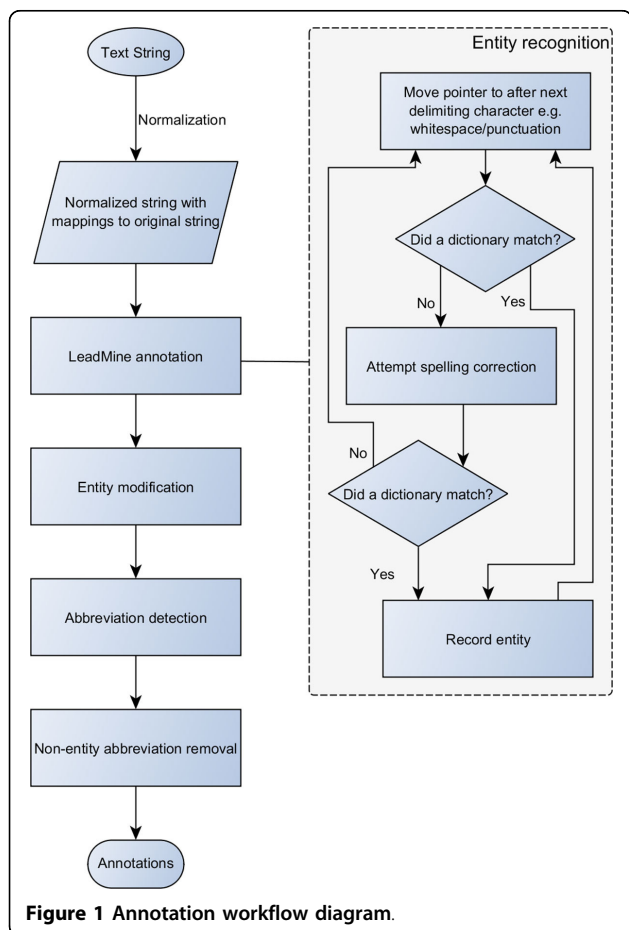 Text String
Normalization
Normalized string with
mappings to original string
LeadMine annotation
Entity modification
Abbreviation detection
Non-entity abbreviation removal
Annotations
Entity recognition
Move pointer to after next
delimiting character e.g.
whitespace/punctuation
Did a dictionary match?
No
Yes
Attempt spelling correction
No
Did a dictionary match?
Yes
Record entity
Figure 1 Annotation workflow diagram.